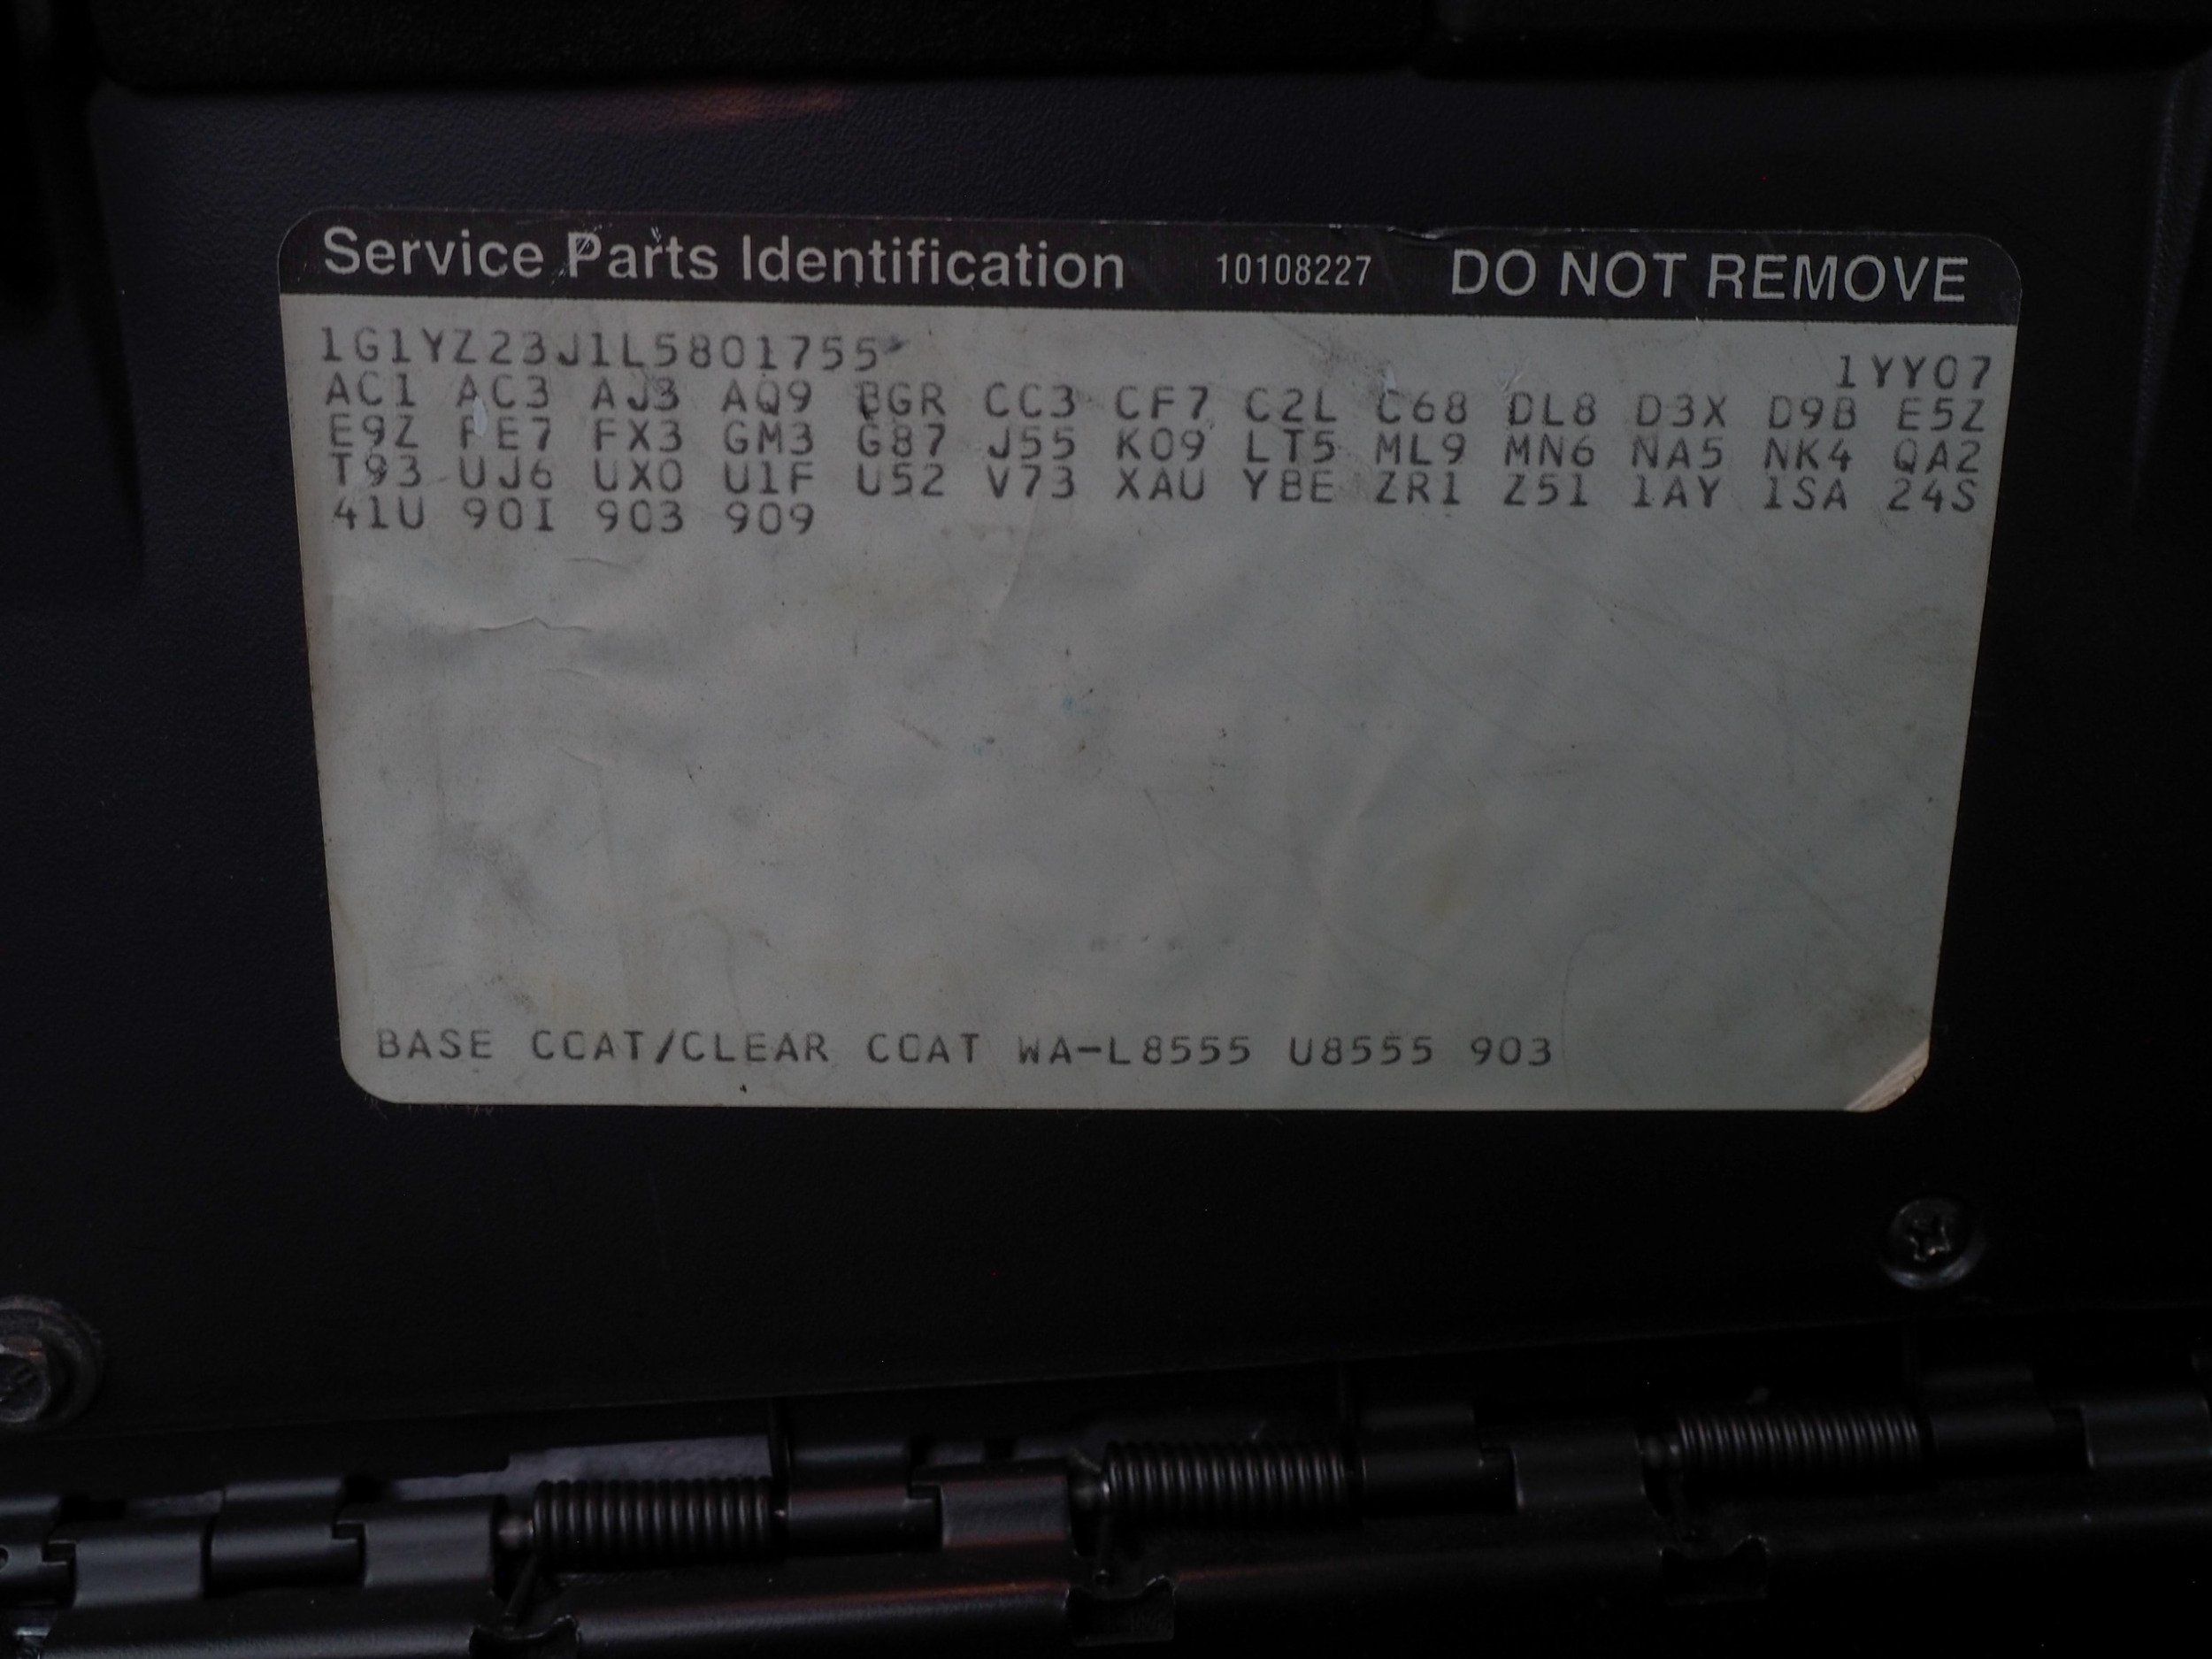 Service Parts Identification 10108227 DO NOT REMOVE
1G1YZ23J1L5801755 1YY07
AC1 AC3 AJ3 AQ9 BGR CC3 CF7 C2L C68 DL8 D3X D9B E5Z
E9Z FE7 FX3 GM3 G87 J55 K09 LT5 ML9 MN6 NA5 NK4 QA2
T93 UJ6 UX0 U1F U52 V73 XAU YBE ZR1 Z51 1AY 1SA 24S
41U 90I 903 909
BASE COAT/CLEAR COAT WA-L8555 U8555 903